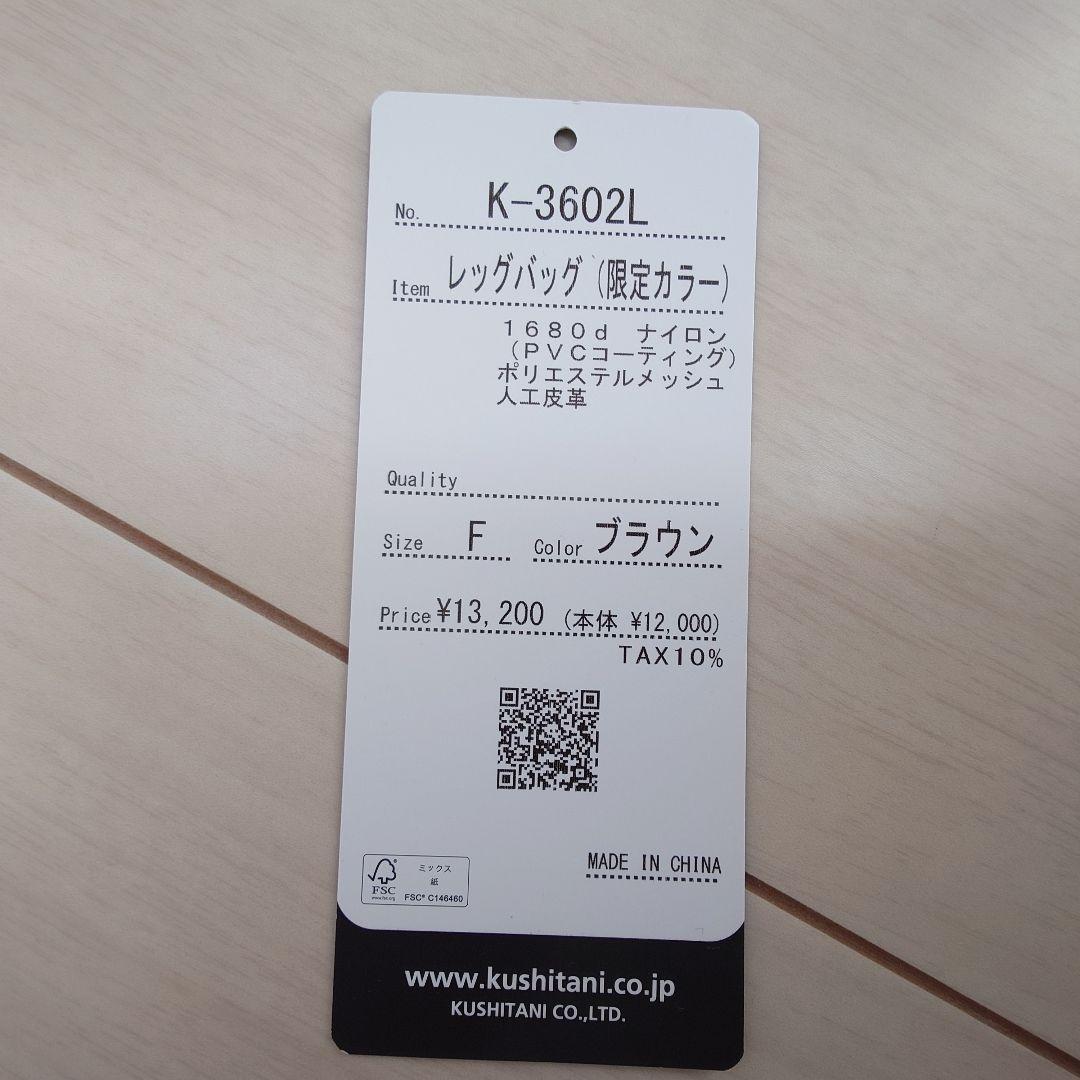 No. K-3602L
Item レッグバッグ (限定カラー)
1680d ナイロン
(PVCコーティング)
ポリエステルメッシュ
人工皮革
Quality
Size F Color ブラウン
Price ¥13,200 (本体 ¥12,000)
TAX10%
MADE IN CHINA
ミックス
紙
FSC
www.fsc.org
FSC® C146460
www.kushitani.co.jp
KUSHITANI CO.,LTD.